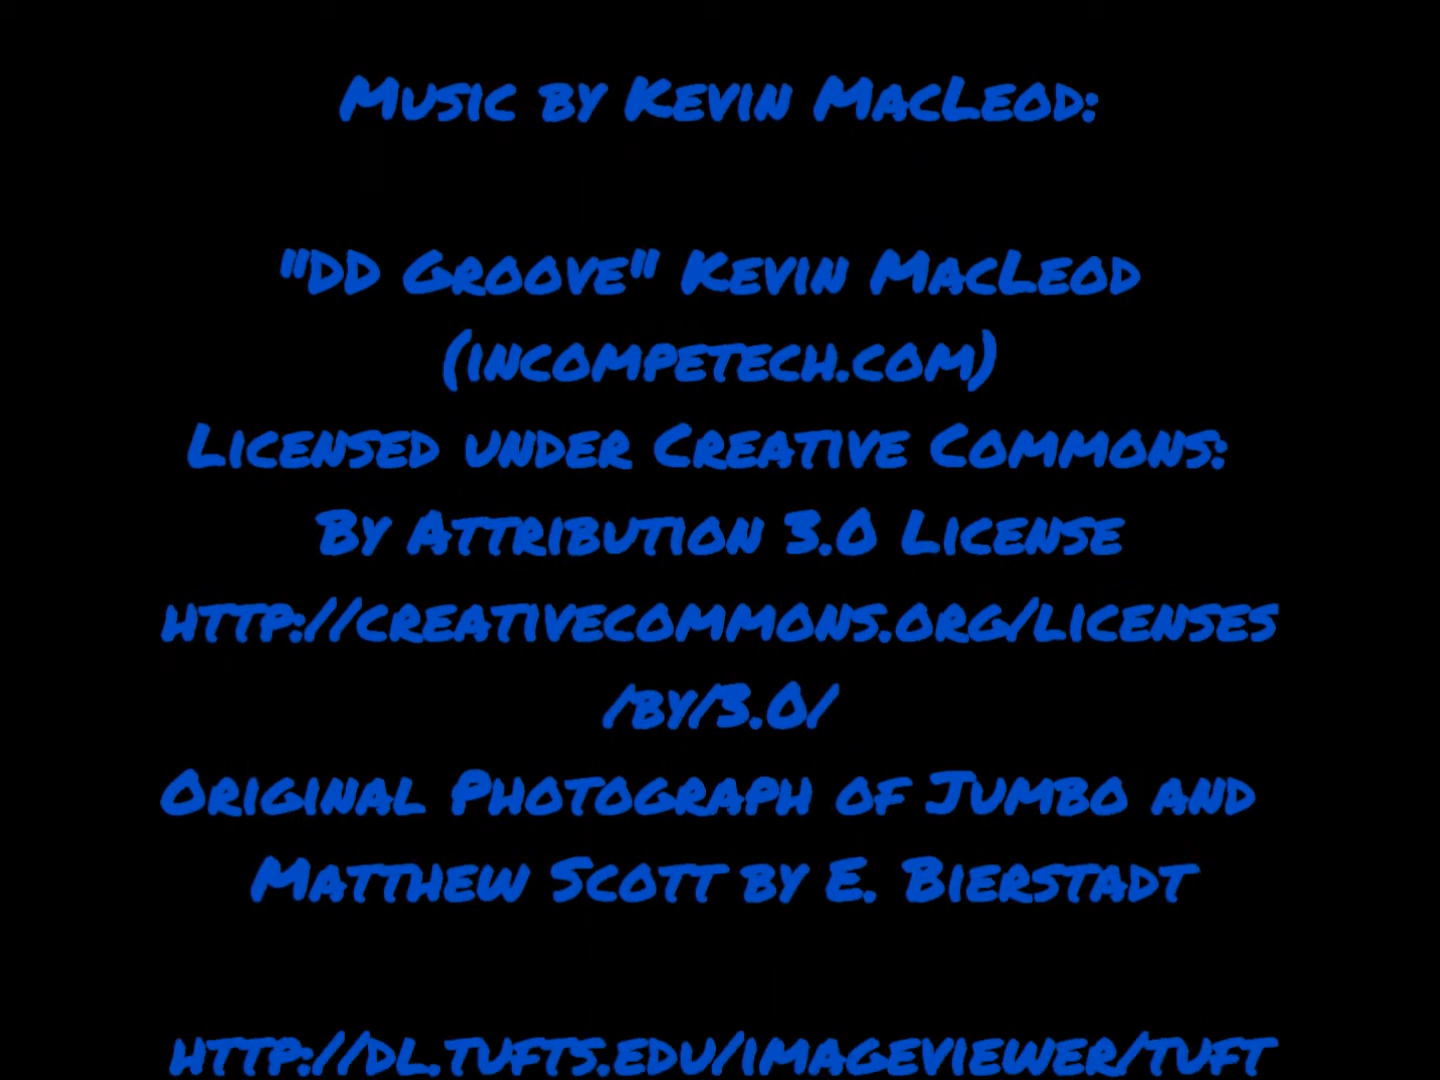 Music by Kevin MacLeod:
"DD Groove" Kevin MacLeod
(incompetech.com)
Licensed under Creative Commons:
By Attribution 3.0 License
http://creativecommons.org/licenses
/by/3.0/
Original Photograph of Jumbo and
Matthew Scott by E. Bierstadt
http://dl.tufts.edu/imageviewer/tuft